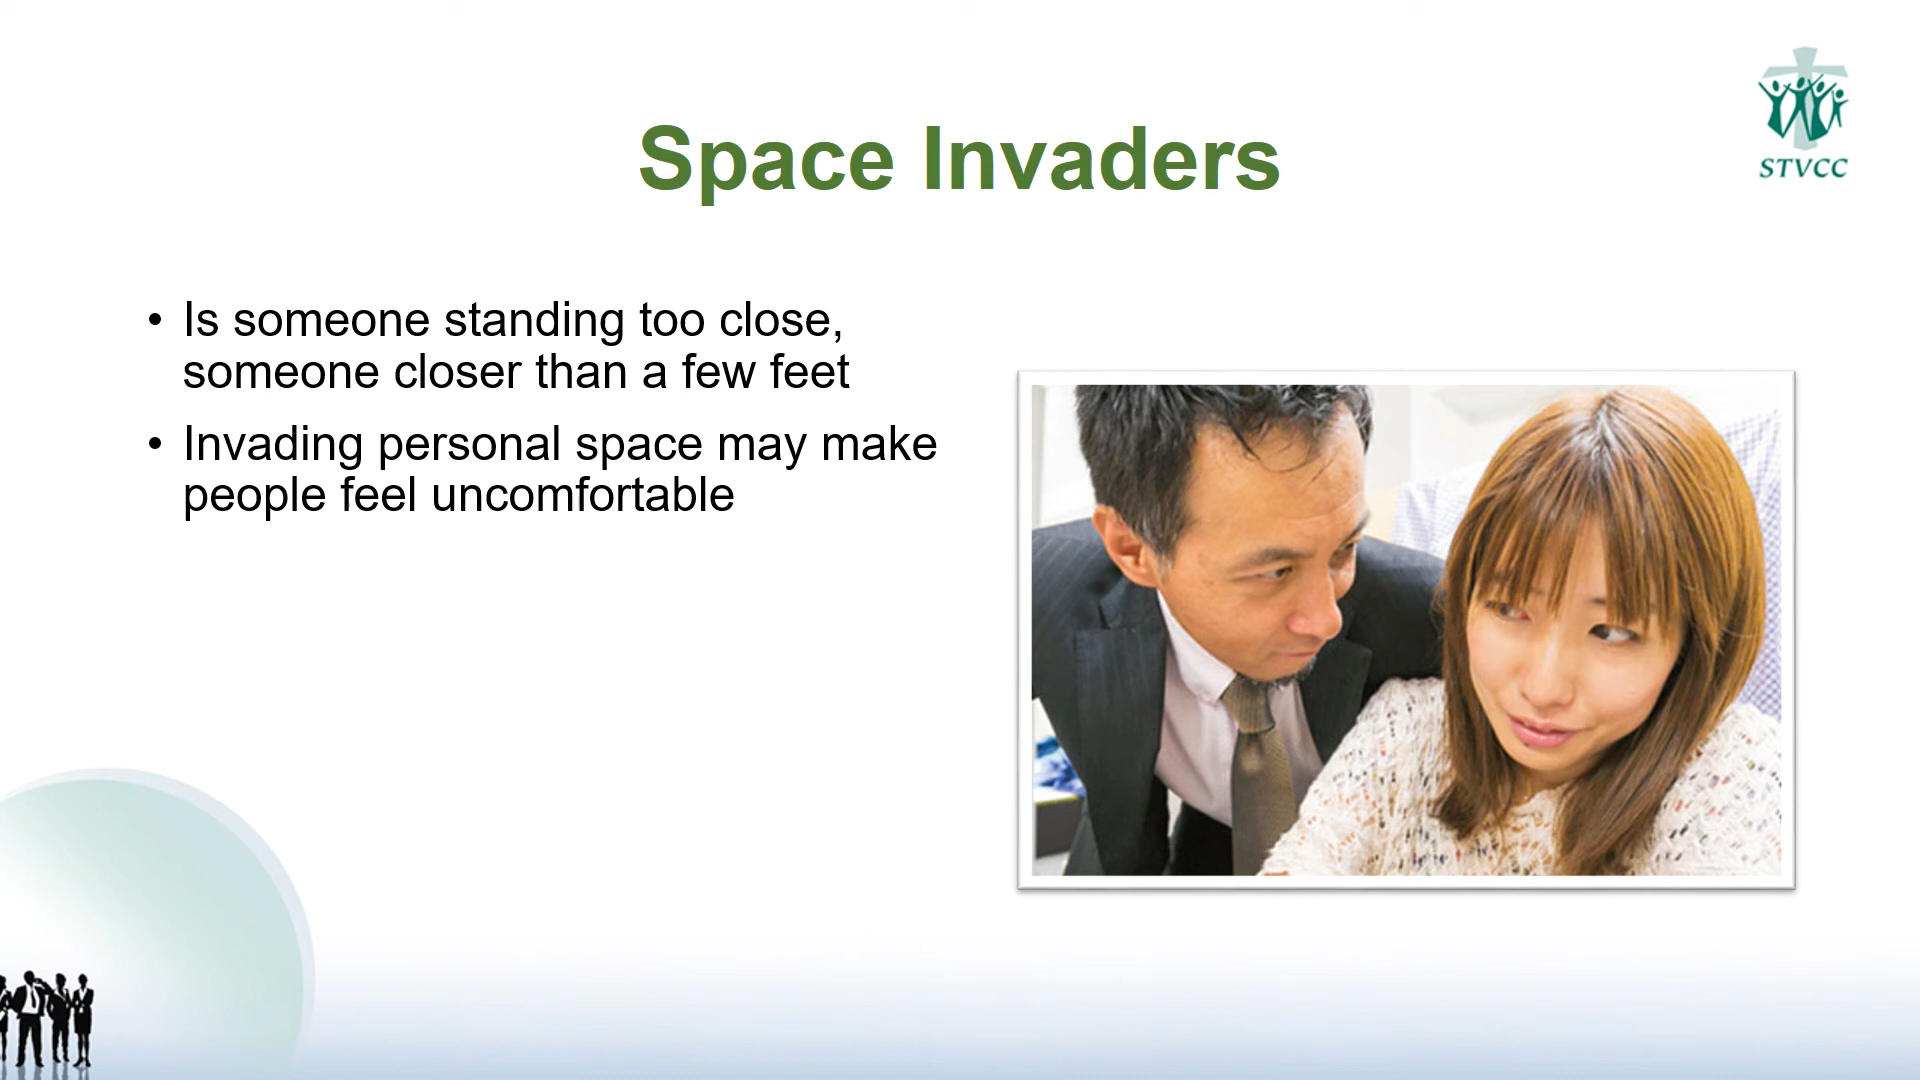 Space Invaders
STVCC
• Is someone standing too close,
someone closer than a few feet
• Invading personal space may make
people feel uncomfortable